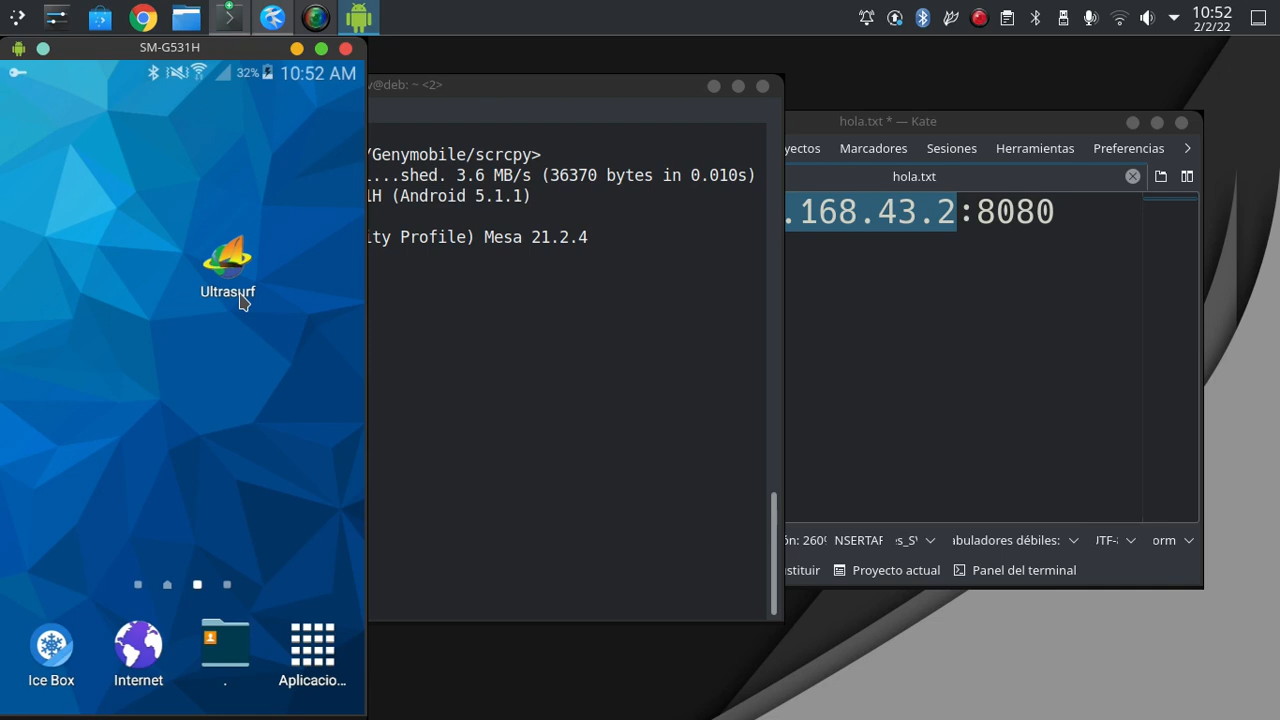 10:52
2/2/22
SM-G531H
32%
10:52 AM
Ultrasurf
Ice Box
Internet
.
Aplicacio...
v@deb: ~ <2>
/Genymobile/scrcpy>
...shed. 3.6 MB/s (36370 bytes in 0.010s)
1H (Android 5.1.1)
ity Profile) Mesa 21.2.4
hola.txt * — Kate
yectos
Marcadores
Sesiones
Herramientas
Preferencias
hola.txt
.168.43.2:8080
ón: 260%
NSERTAR
abuladores débiles:
UTF-
orm
stituir
Proyecto actual
Panel del terminal